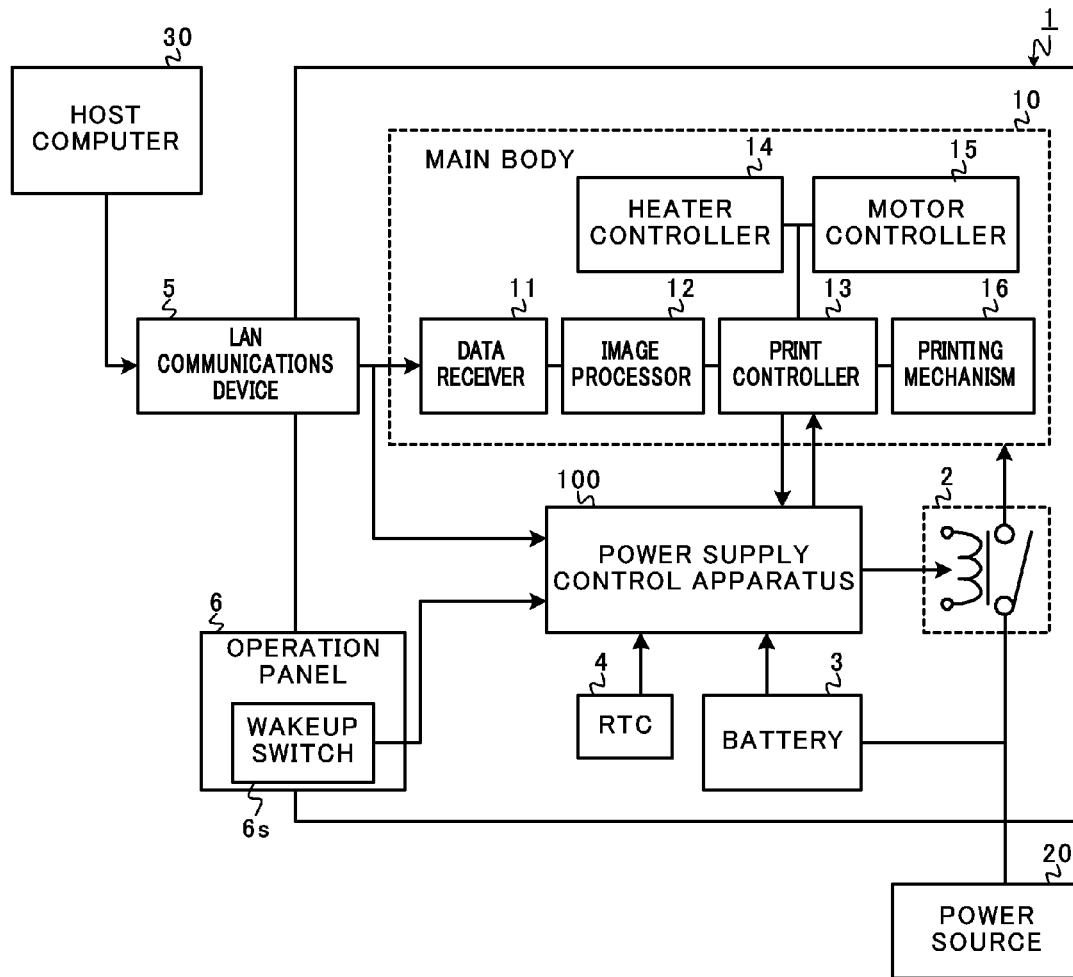 30
1
HOST
COMPUTER
10
MAIN BODY
14
15
HEATER
CONTROLLER
MOTOR
CONTROLLER
5
11
12
13
16
LAN
COMMUNICATIONS
DEVICE
DATA
RECEIVER
IMAGE
PROCESSOR
PRINT
CONTROLLER
PRINTING
MECHANISM
100
2
POWER SUPPLY
CONTROL APPARATUS
6
OPERATION
PANEL
4
3
WAKEUP
SWITCH
RTC
BATTERY
6s
20
POWER
SOURCE